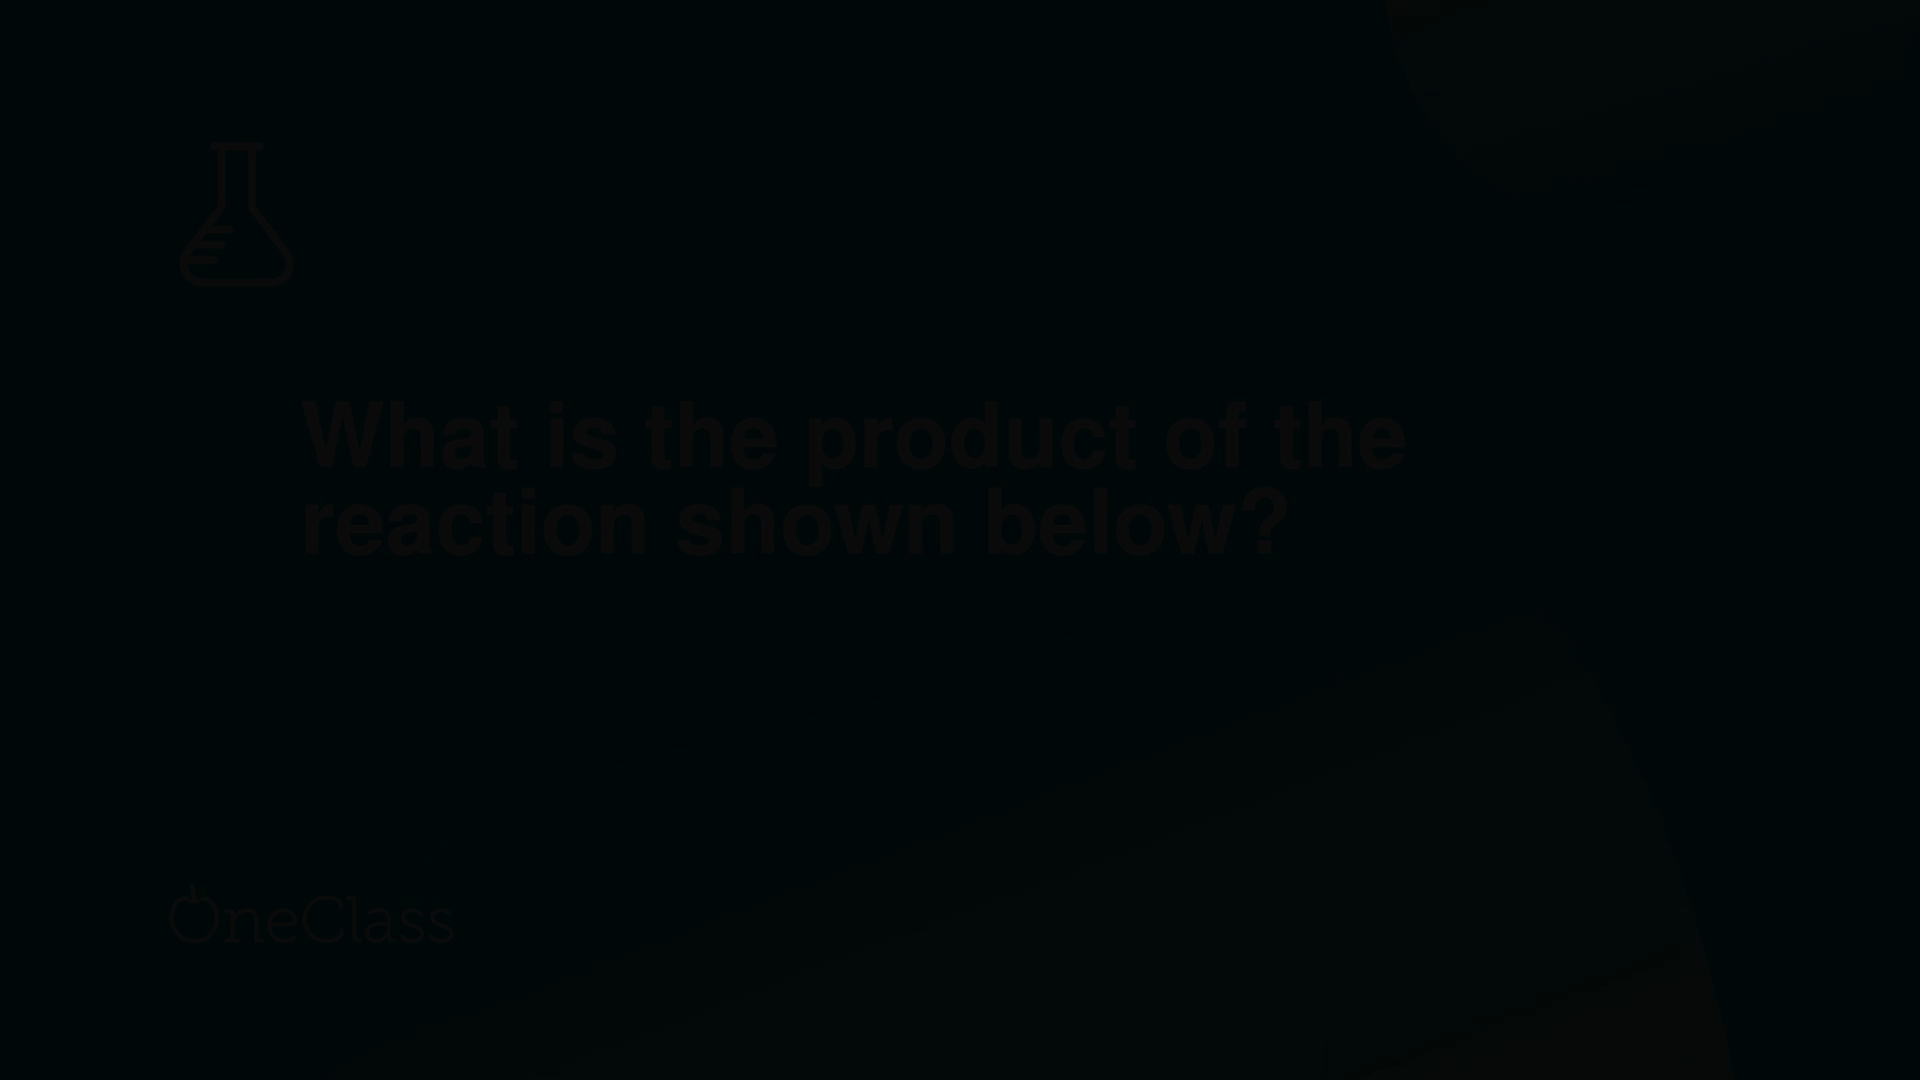 What is the product of the
reaction shown below?
OneClass